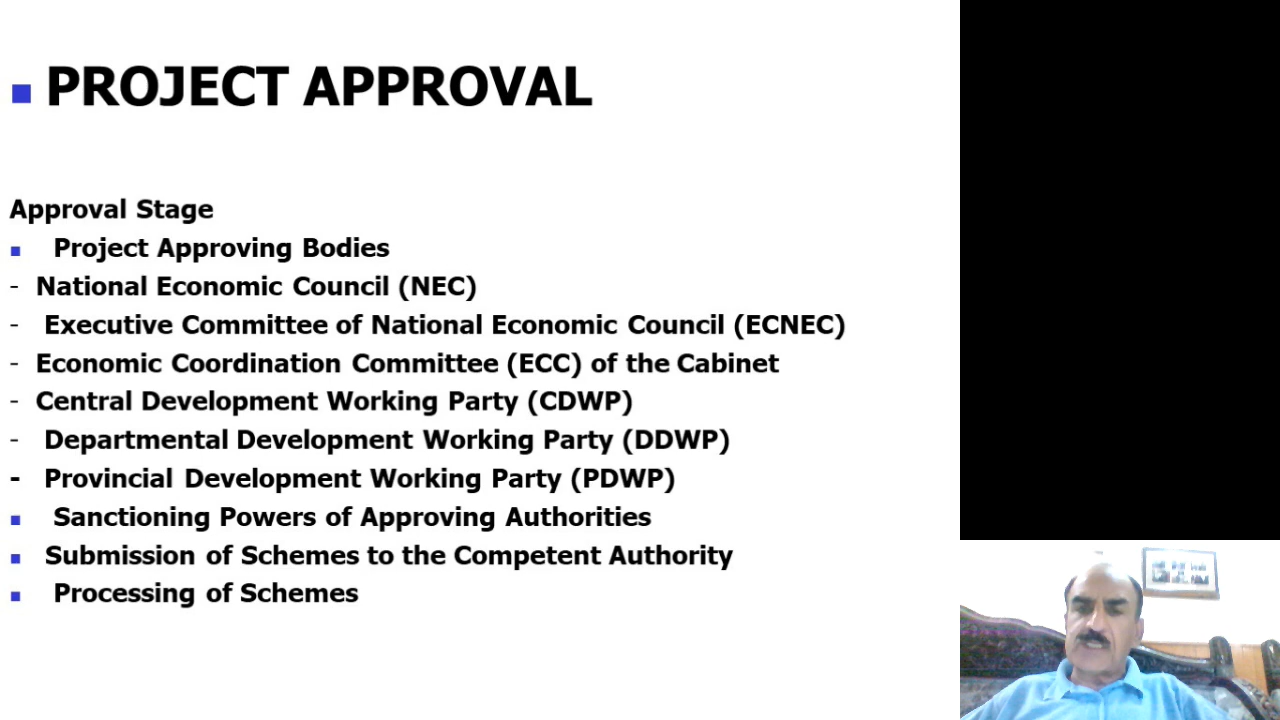 PROJECT APPROVAL
Approval Stage
Project Approving Bodies
- National Economic Council (NEC)
- Executive Committee of National Economic Council (ECNEC)
- Economic Coordination Committee (ECC) of the Cabinet
- Central Development Working Party (CDWP)
- Departmental Development Working Party (DDWP)
- Provincial Development Working Party (PDWP)
Sanctioning Powers of Approving Authorities
Submission of Schemes to the Competent Authority
Processing of Schemes